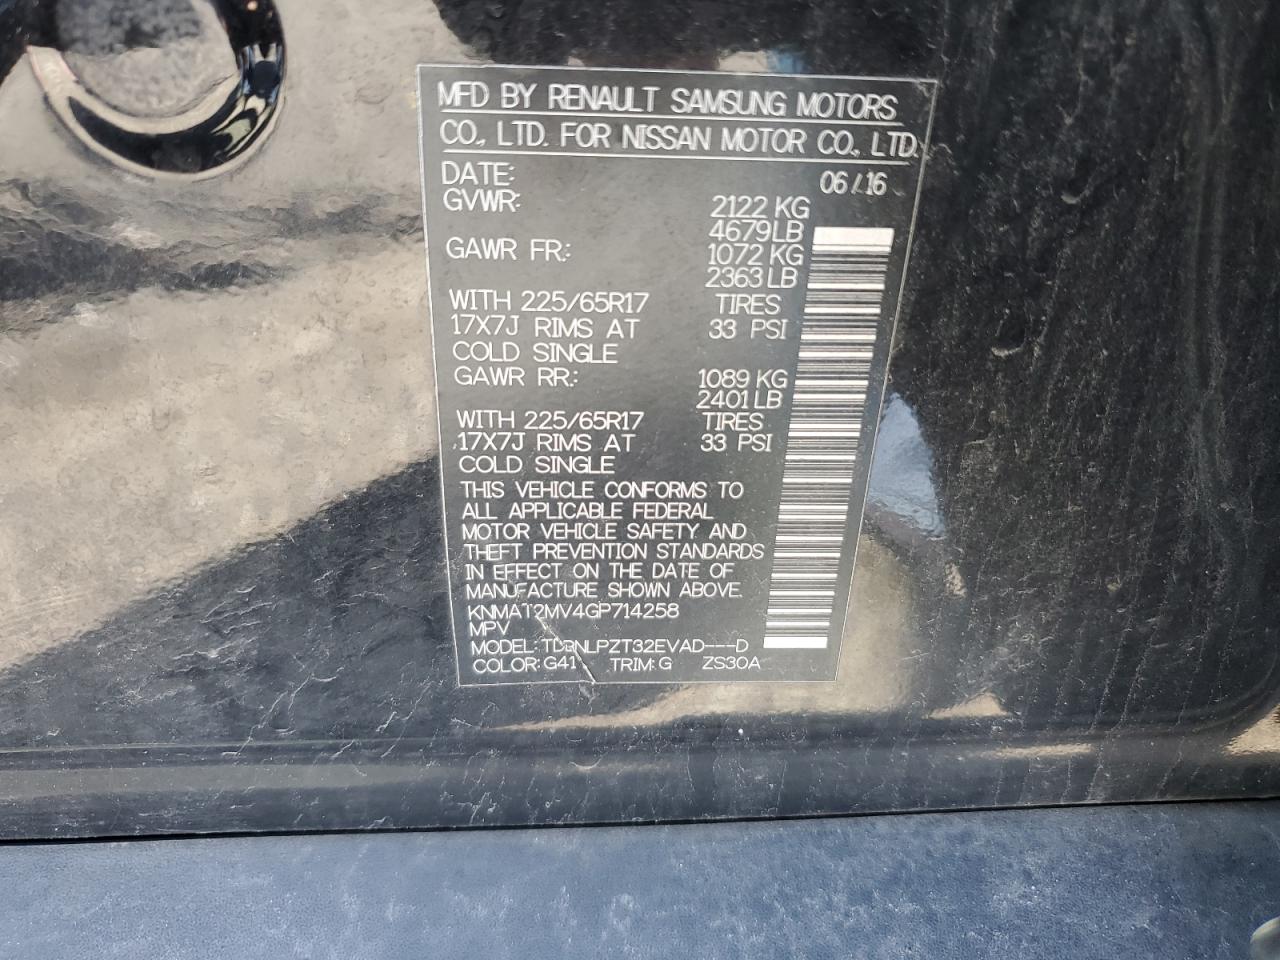 MFD BY RENAULT SAMSUNG MOTORS
CO., LTD. FOR NISSAN MOTOR CO., LTD.
DATE: 06/16
GVWR: 2122 KG
4679 LB
GAWR FR: 1072 KG
2363 LB
WITH 225/65R17 TIRES
17X7J RIMS AT 33 PSI
COLD SINGLE
GAWR RR: 1089 KG
2401 LB
WITH 225/65R17 TIRES
17X7J RIMS AT 33 PSI
COLD SINGLE
THIS VEHICLE CONFORMS TO
ALL APPLICABLE FEDERAL
MOTOR VEHICLE SAFETY AND
THEFT PREVENTION STANDARDS
IN EFFECT ON THE DATE OF
MANUFACTURE SHOWN ABOVE.
KNMAT2MV4GP714258
MPV
MODEL:
COLOR:G41 TRIM:G ZS30A